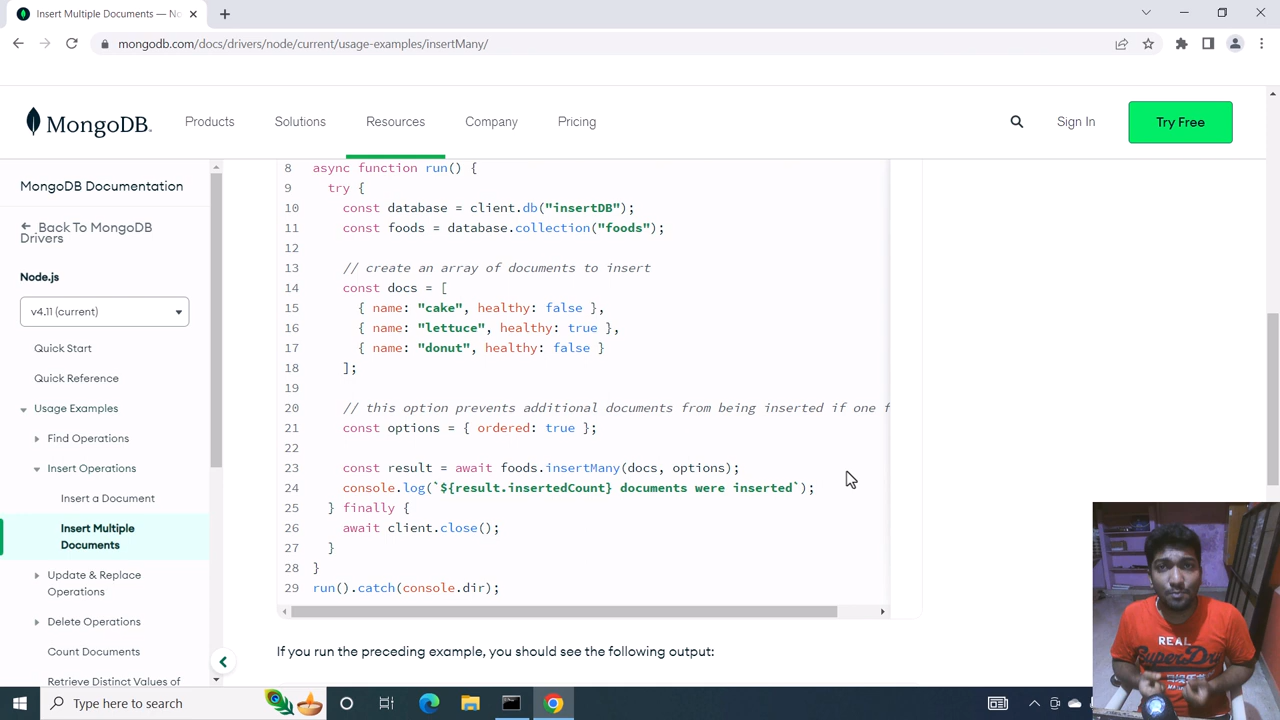 Insert Multiple Documents — No
mongodb.com/docs/drivers/node/current/usage-examples/insertMany/
MongoDB.
Products
Solutions
Resources
Company
Pricing
Sign In
Try Free
MongoDB Documentation
← Back To MongoDB
Drivers
Node.js
v4.11 (current)
Quick Start
Quick Reference
Usage Examples
Find Operations
Insert Operations
Insert a Document
Insert Multiple
Documents
Update & Replace
Operations
Delete Operations
Count Documents
Retrieve Distinct Values of
8 async function run() {
9 try {
10 const database = client.db("insertDB");
11 const foods = database.collection("foods");
12
13 // create an array of documents to insert
14 const docs = [
15 { name: "cake", healthy: false },
16 { name: "lettuce", healthy: true },
17 { name: "donut", healthy: false }
18 ];
19
20 // this option prevents additional documents from being inserted if one f
21 const options = { ordered: true };
22
23 const result = await foods.insertMany(docs, options);
24 console.log(`${result.insertedCount} documents were inserted`);
25 } finally {
26 await client.close();
27 }
28 }
29 run().catch(console.dir);
If you run the preceding example, you should see the following output:
REAL
SuperDry
Type here to search